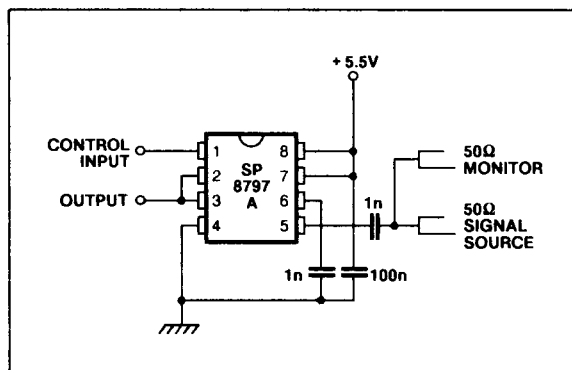 + 5.5V
CONTROL
INPUT
1
2
3
4
SP
8797
A
8
7
6
5
OUTPUT
1n
50Ω
MONITOR
50Ω
SIGNAL
SOURCE
1n
100n